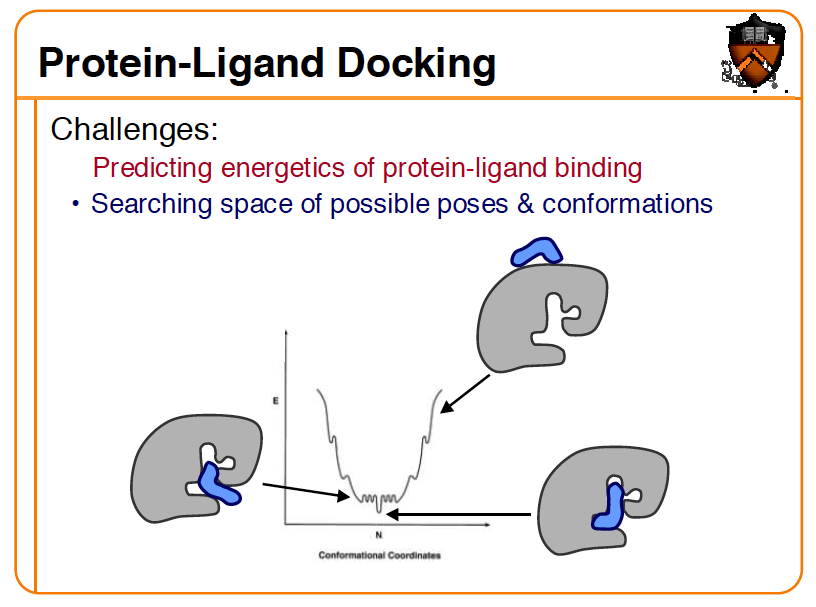 Protein-Ligand Docking
Challenges:
Predicting energetics of protein-ligand binding
• Searching space of possible poses & conformations
E
N
Conformational Coordinates